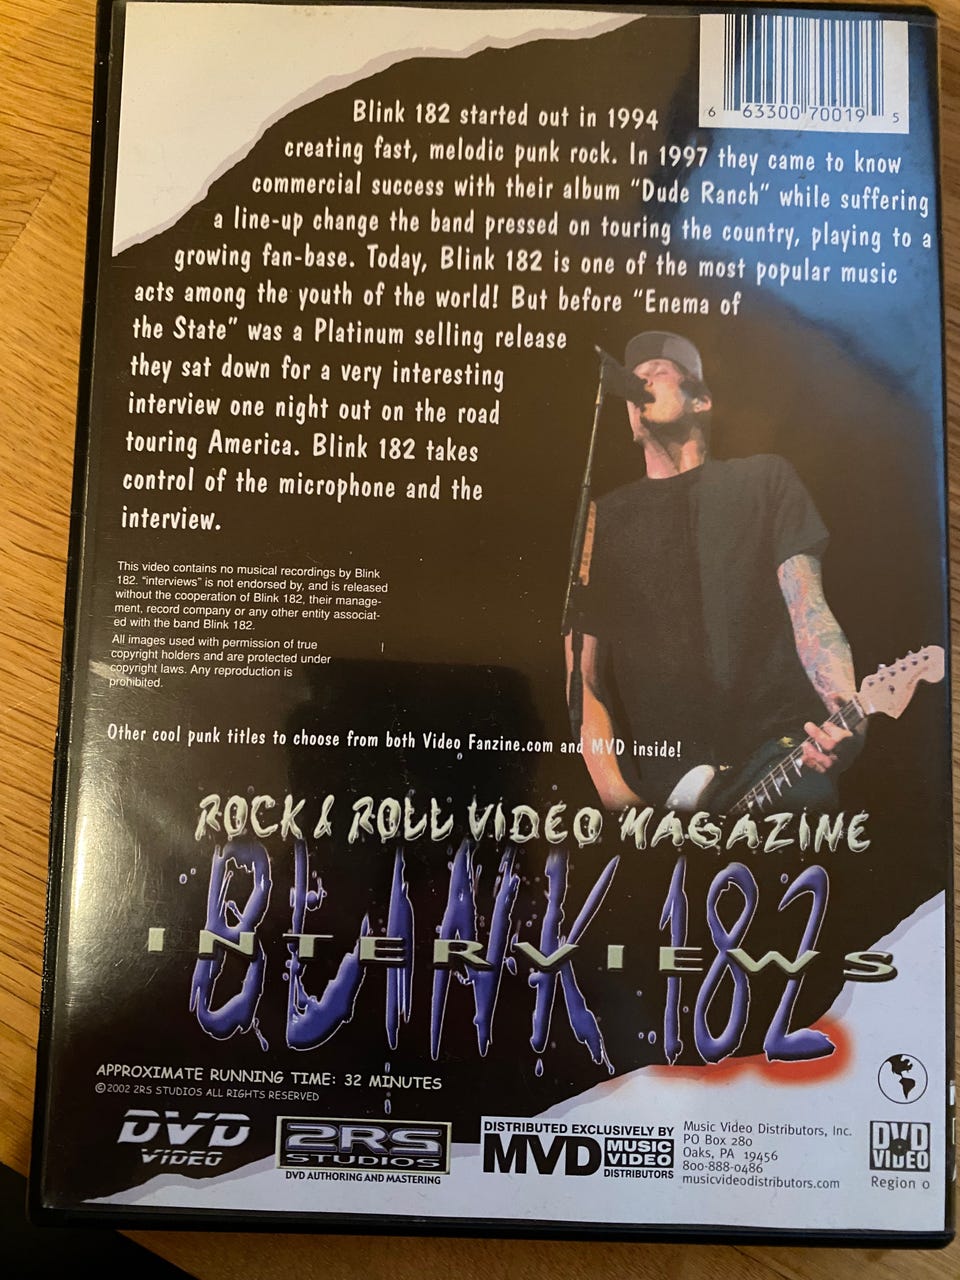 6 63300 70019 5
Blink 182 started out in 1994
creating fast, melodic punk rock. In 1997 they came to know
commercial success with their album "Dude Ranch" while suffering
a line-up change the band pressed on touring the country, playing to a
growing fan-base. Today, Blink 182 is one of the most popular music
acts among the youth of the world! But before "Enema of
the State" was a Platinum selling release
they sat down for a very interesting
interview one night out on the road
touring America. Blink 182 takes
control of the microphone and the
interview.
This video contains no musical recordings by Blink
182. "interviews" is not endorsed by, and is released
without the cooperation of Blink 182, their manage-
ment, record company or any other entity associat-
ed with the band Blink 182.
All images used with permission of true
copyright holders and are protected under
copyright laws. Any reproduction is
prohibited.
Other cool punk titles to choose from both Video Fanzine.com and MVD inside!
ROCK & ROLL VIDEO MAGAZINE
BLINK 182
INTERVIEWS
APPROXIMATE RUNNING TIME: 32 MINUTES
©2002 2RS STUDIOS ALL RIGHTS RESERVED
DVD
VIDEO
2RS
STUDIOS
DVD AUTHORING AND MASTERING
DISTRIBUTED EXCLUSIVELY BY
MVD MUSIC
VIDEO
DISTRIBUTORS
Music Video Distributors, Inc.
PO Box 280
Oaks, PA 19456
800-888-0486
musicvideodistributors.com
DVD
VIDEO
Region 0